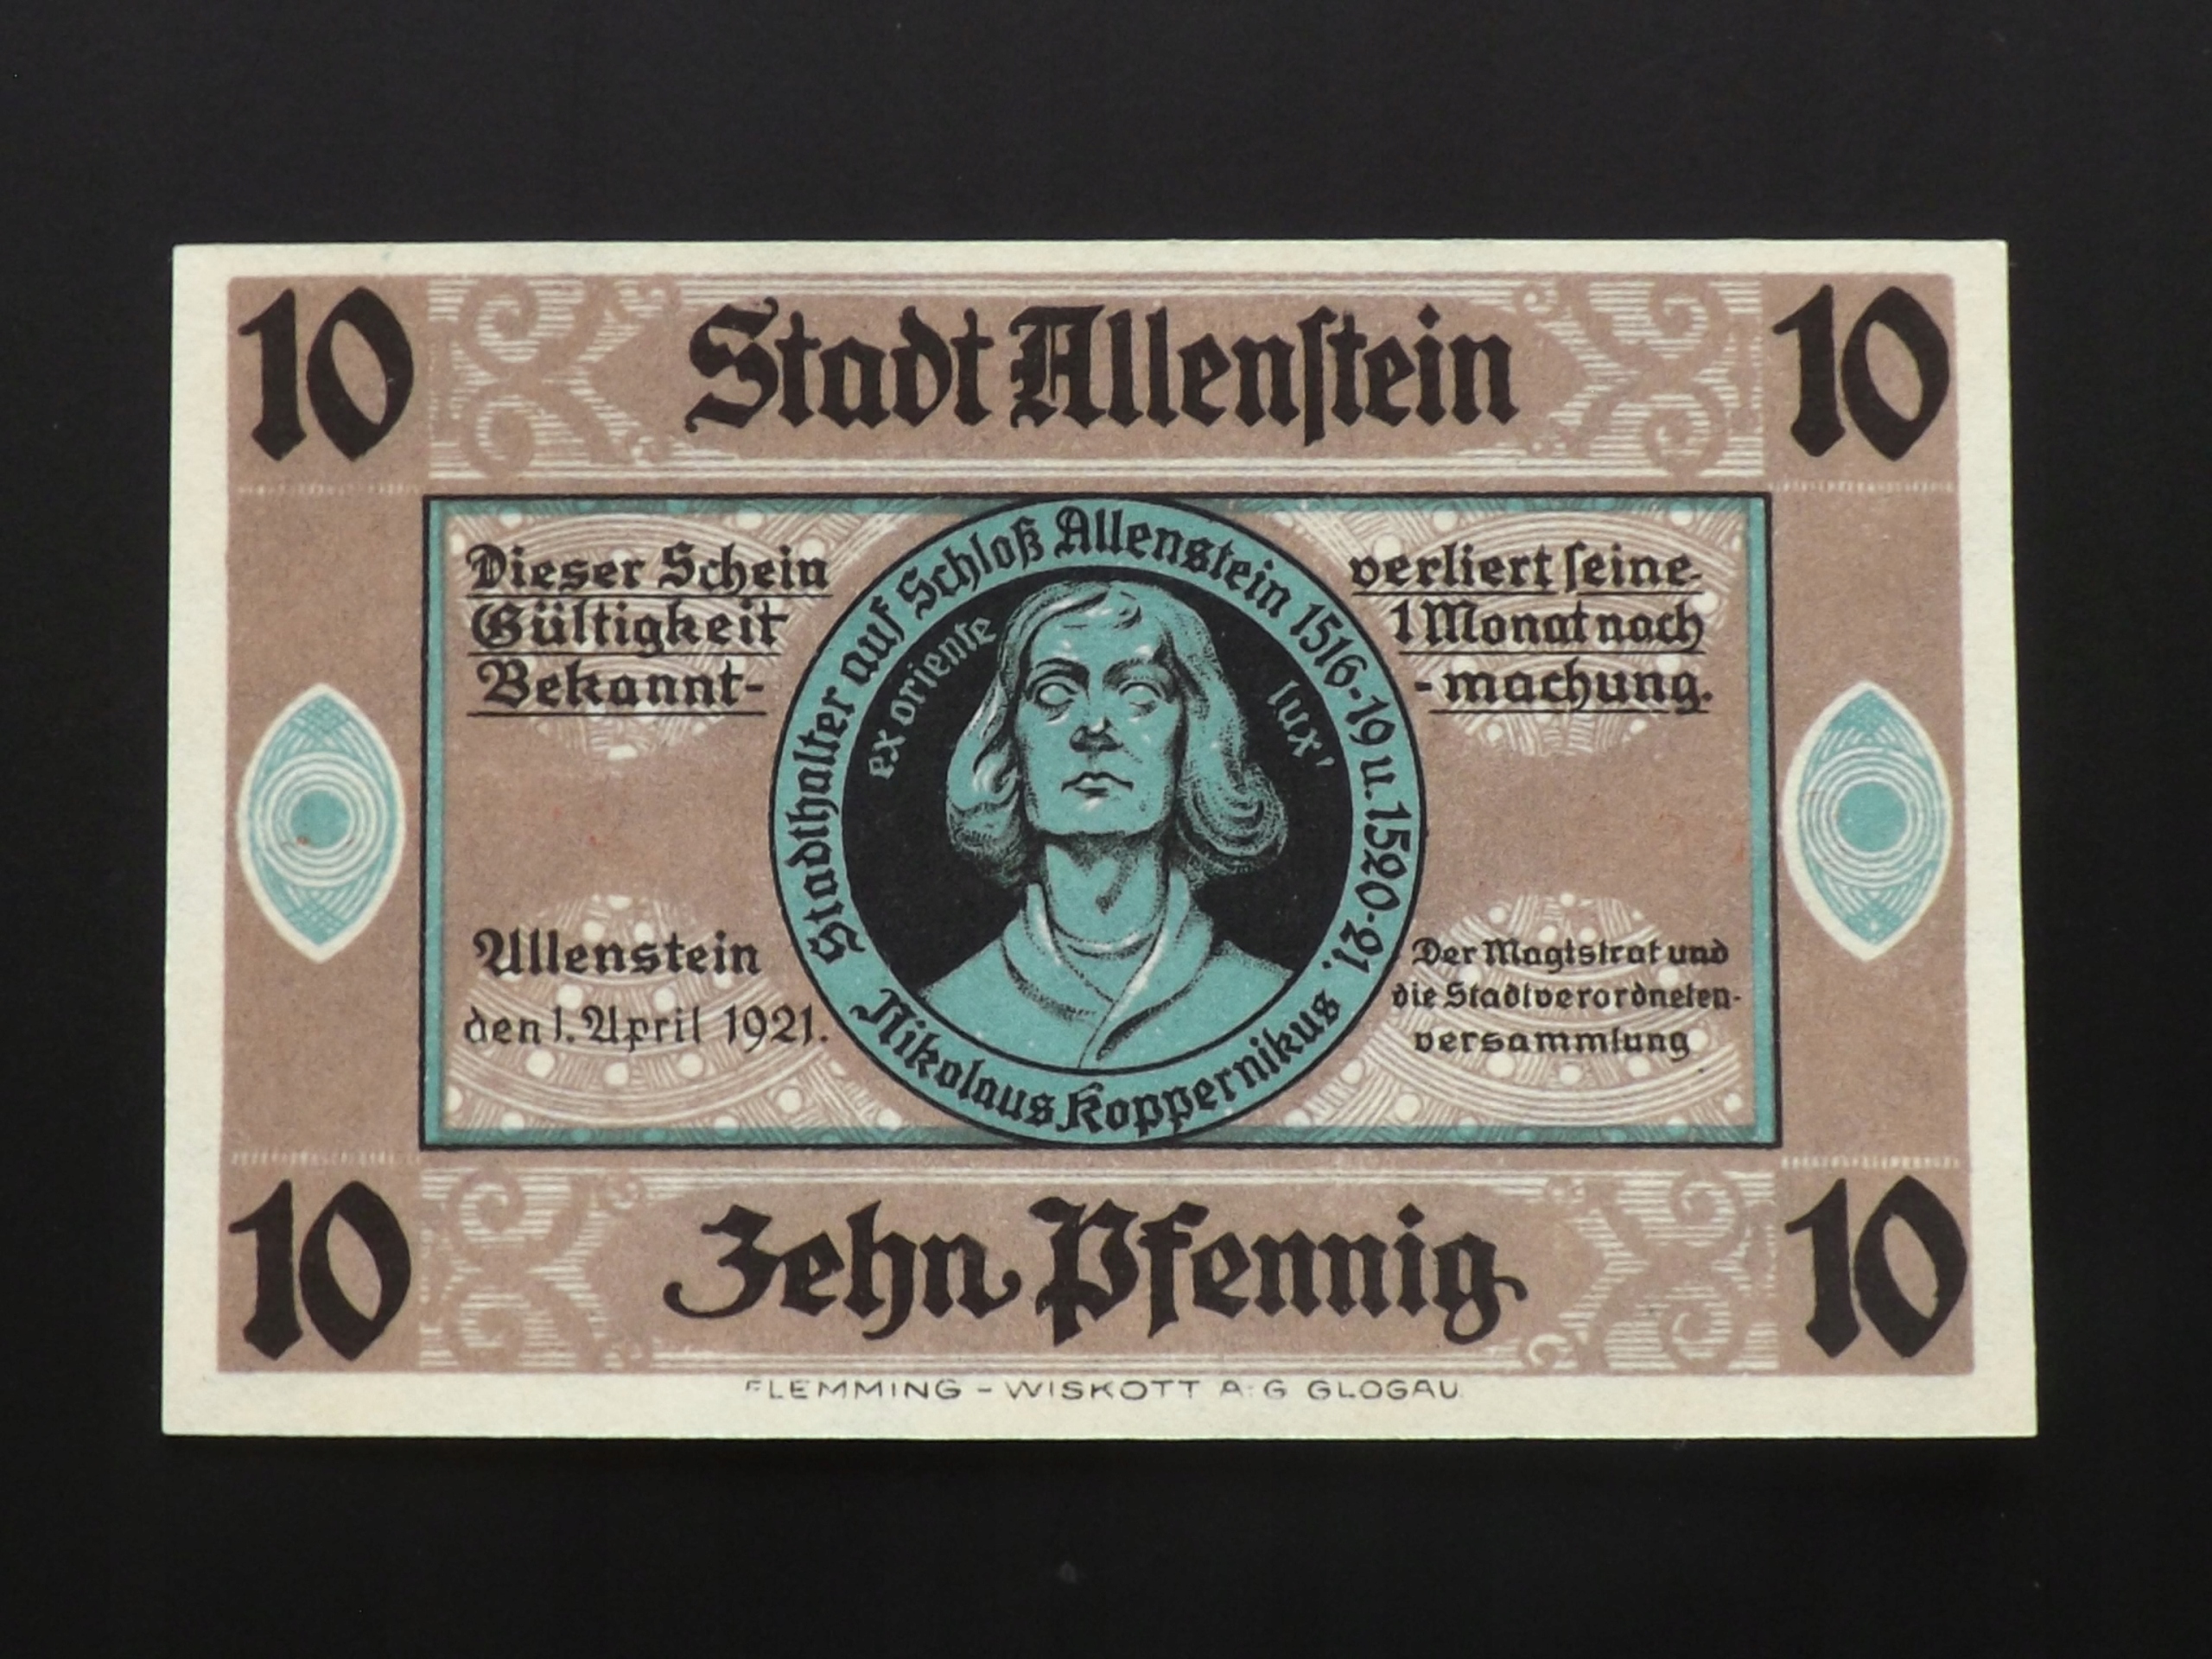 10 Stadt Allenſtein 10
Dieser Schein verliert ſeine
Gültigkeit 1 Monat nach
Bekannt- -machung.
Stadthalter auf Schloß Allenstein 1516-19 u. 1520-21.
Nikolaus Koppernikus
ex oriente lux'
Allenstein
den 1. April 1921.
Der Magistrat und
die Stadtverordneten-
versammlung
10 Zehn Pfennig 10
FLEMMING - WISKOTT A.G GLOGAU